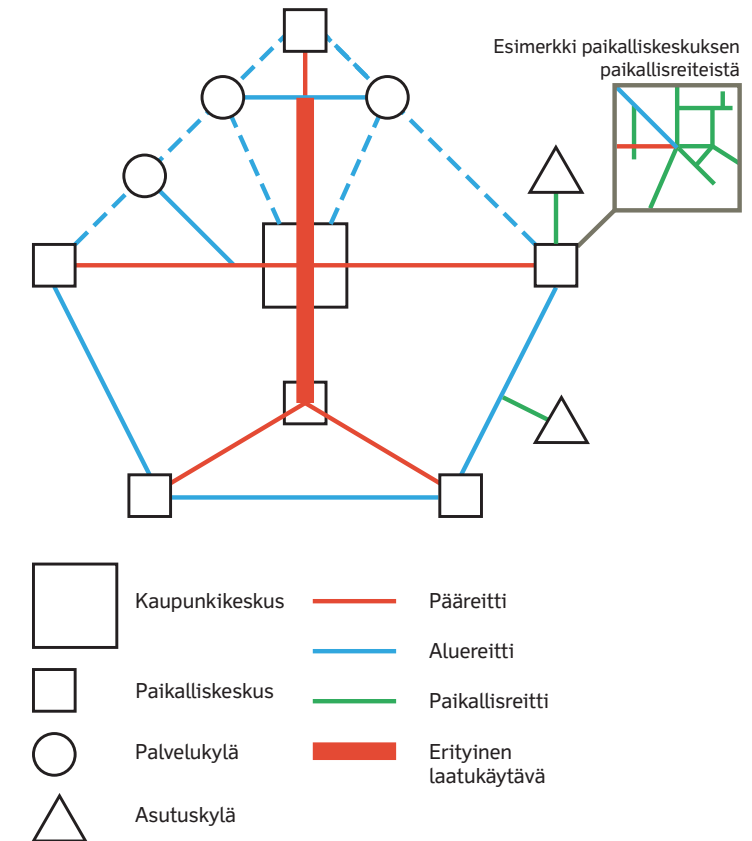 Esimerkki paikalliskeskuksen
paikallisreiteistä
Kaupunkikeskus
Paikalliskeskus
Palvelukylä
Asutuskylä
Pääreitti
Aluereitti
Paikallisreitti
Erityinen
laatukäytävä